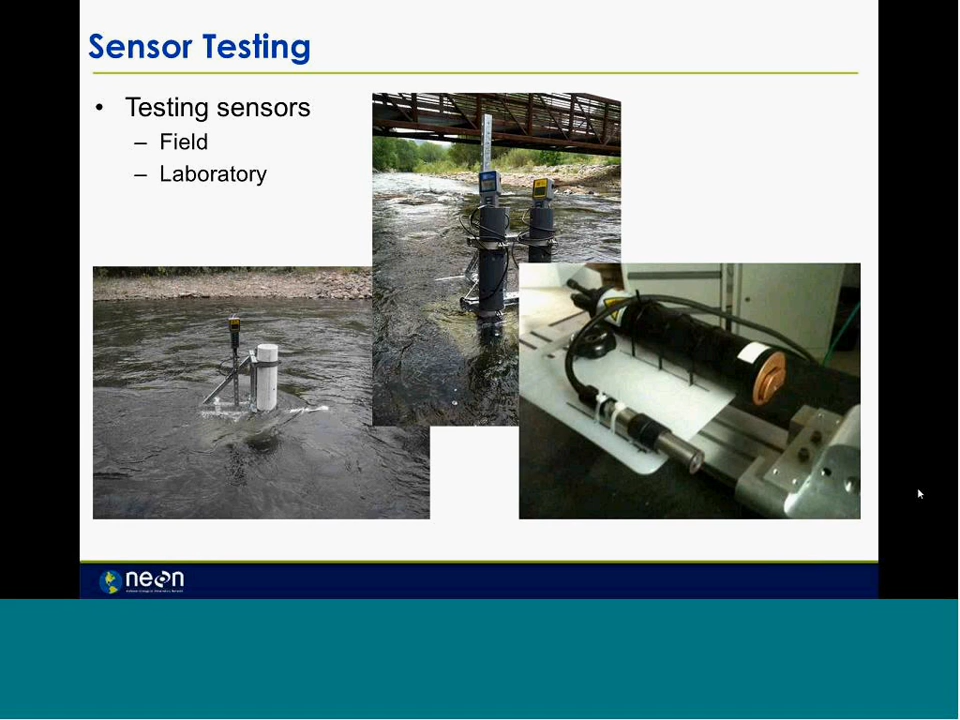 Sensor Testing
• Testing sensors
– Field
– Laboratory
neon